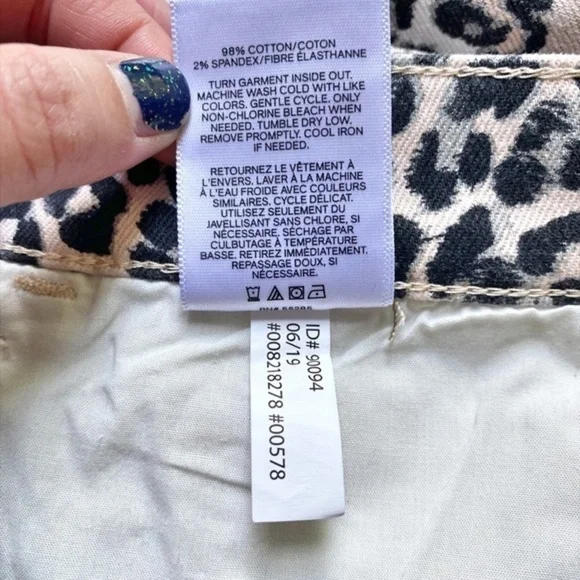 98% COTTON/COTON
2% SPANDEX/FIBRE ÉLASTHANNE
TURN GARMENT INSIDE OUT.
MACHINE WASH COLD WITH LIKE
COLORS. GENTLE CYCLE. ONLY
NON-CHLORINE BLEACH WHEN
NEEDED. TUMBLE DRY LOW.
REMOVE PROMPTLY. COOL IRON
IF NEEDED.
RETOURNEZ LE VÊTEMENT À
L'ENVERS. LAVER À LA MACHINE
À L'EAU FROIDE AVEC COULEURS
SIMILAIRES, CYCLE DÉLICAT.
UTILISEZ SEULEMENT DU
JAVELLISANT SANS CHLORE, SI
NÉCESSAIRE, SÉCHAGE PAR
CULBUTAGE À TEMPÉRATURE
BASSE. RETIREZ IMMÉDIATEMENT.
REPASSAGE DOUX, SI
NÉCESSAIRE.
ID# 90094
06/19
#008218278 #00578